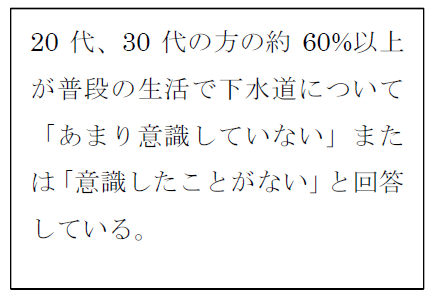 20 代、30 代の方の約 60%以上
が普段の生活で下水道について
「あまり意識していない」また
は「意識したことがない」と回答
している。